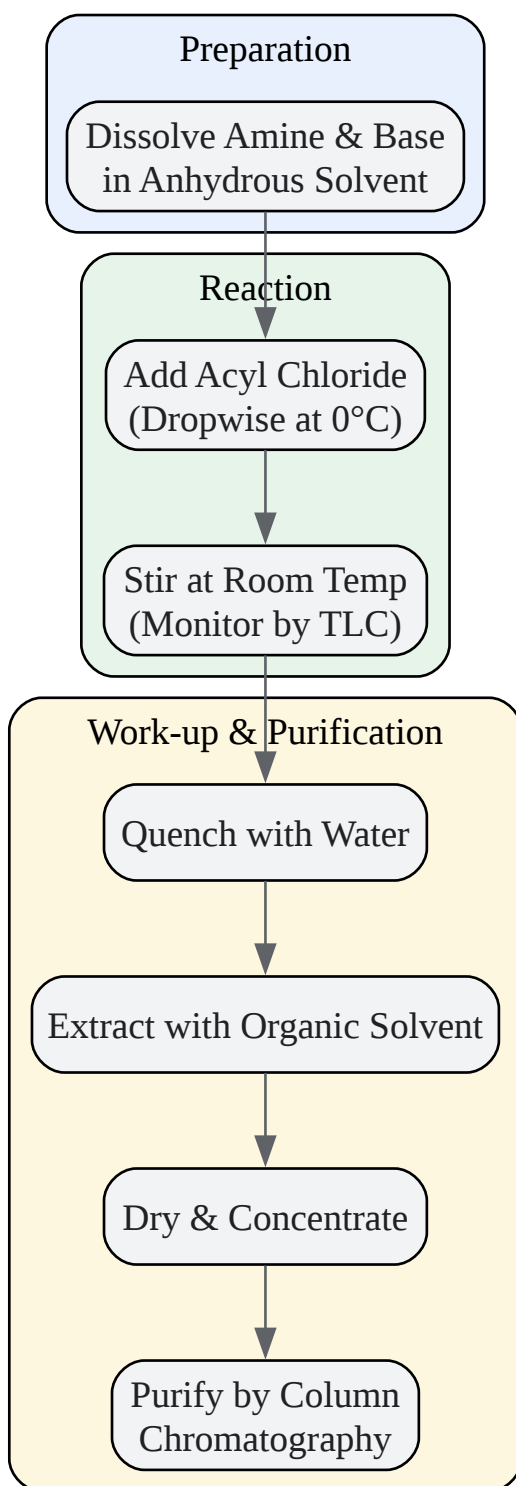 Preparation
Dissolve Amine & Base
in Anhydrous Solvent
Reaction
Add Acyl Chloride
(Dropwise at 0°C)
Stir at Room Temp
(Monitor by TLC)
Work-up & Purification
Quench with Water
Extract with Organic Solvent
Dry & Concentrate
Purify by Column
Chromatography